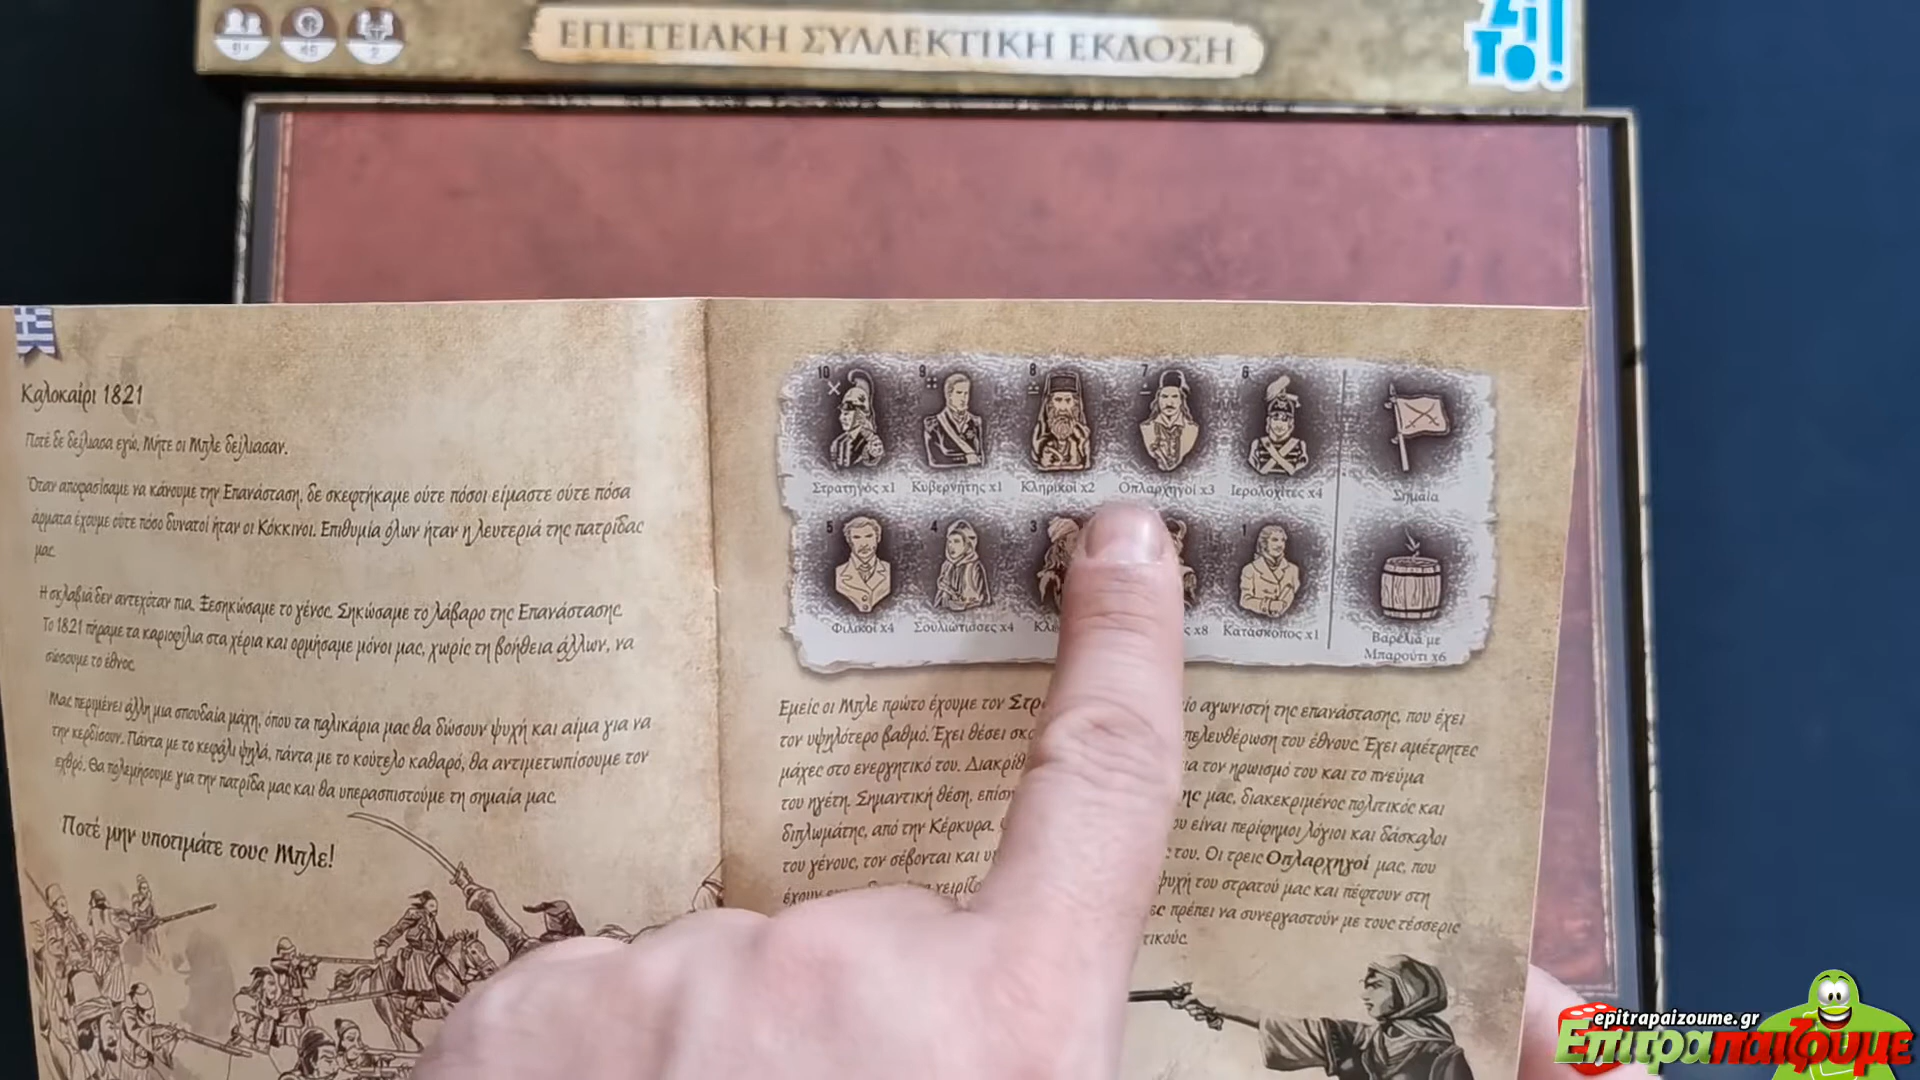 ΕΠΕΤΕΙΑΚΗ ΣΥΛΛΕΚΤΙΚΗ ΕΚΔΟΣΗ
ΖΙ
ΤΟ!
Καλοκαίρι 1821
Ποτέ δε δείλιασα εγώ. Μήτε οι Μπλε δείλιασαν.
Όταν αποφασίσαμε να κάνουμε την Επανάσταση, δε σκεφτήκαμε ούτε πόσοι είμαστε ούτε πόσα
άρματα έχουμε ούτε πόσο δυνατοί ήταν οι Κόκκινοι. Επιθυμία όλων ήταν η λευτεριά της πατρίδας
μας.
Η σκλαβιά δεν αντεχόταν πια. Ξεσηκώσαμε το γένος. Σηκώσαμε το λάβαρο της Επανάστασης.
Το 1821 πήραμε τα καριοφίλια στα χέρια και ορμήσαμε μόνοι μας, χωρίς τη βοήθεια άλλων, να
σώσουμε το έθνος.
Μας περιμένει άλλη μια σπουδαία μάχη, όπου τα παλικάρια μας θα δώσουν ψυχή και αίμα για να
την κερδίσουν. Πάντα με το κεφάλι ψηλά, πάντα με το κούτελο καθαρό, θα αντιμετωπίσουμε τον
εχθρό. Θα πολεμήσουμε για την πατρίδα μας και θα υπερασπιστούμε τη σημαία μας.
Ποτέ μην υποτιμάτε τους Μπλε!
10 9 8 7 6
Στρατηγός x1 Κυβερνήτης x1 Κληρικοί x2 Οπλαρχηγοί x3 Ιερολοχίτες x4 Σημαία
5 4 3 1
Φιλικοί x4 Σουλιώτισσες x4 x8 Κατάσκοπος x1 Βαρέλια με
Μπαρούτι x6
Εμείς οι Μπλε πρώτο έχουμε τον αγωνιστή της επανάστασης, που έχει
τον υψηλότερο βαθμό. Έχει θέσει Έχει αμέτρητες
μάχες στο ενεργητικό του. τον ηρωισμό του και το πνεύμα
του ηγέτη. Σημαντική θέση, μας, διακεκριμένος πολιτικός και
διπλωμάτης, από την Κέρκυρα. είναι περίφημοι λόγιοι και δάσκαλοι
του γένους, τον σέβονται και του. Οι τρεις Οπλαρχηγοί μας, που
έχουν ψυχή του στρατού μας και πέφτουν στη
πρέπει να συνεργαστούν με τους τέσσερις
epitrapaizoume.gr
Επιτραπαίζουμε